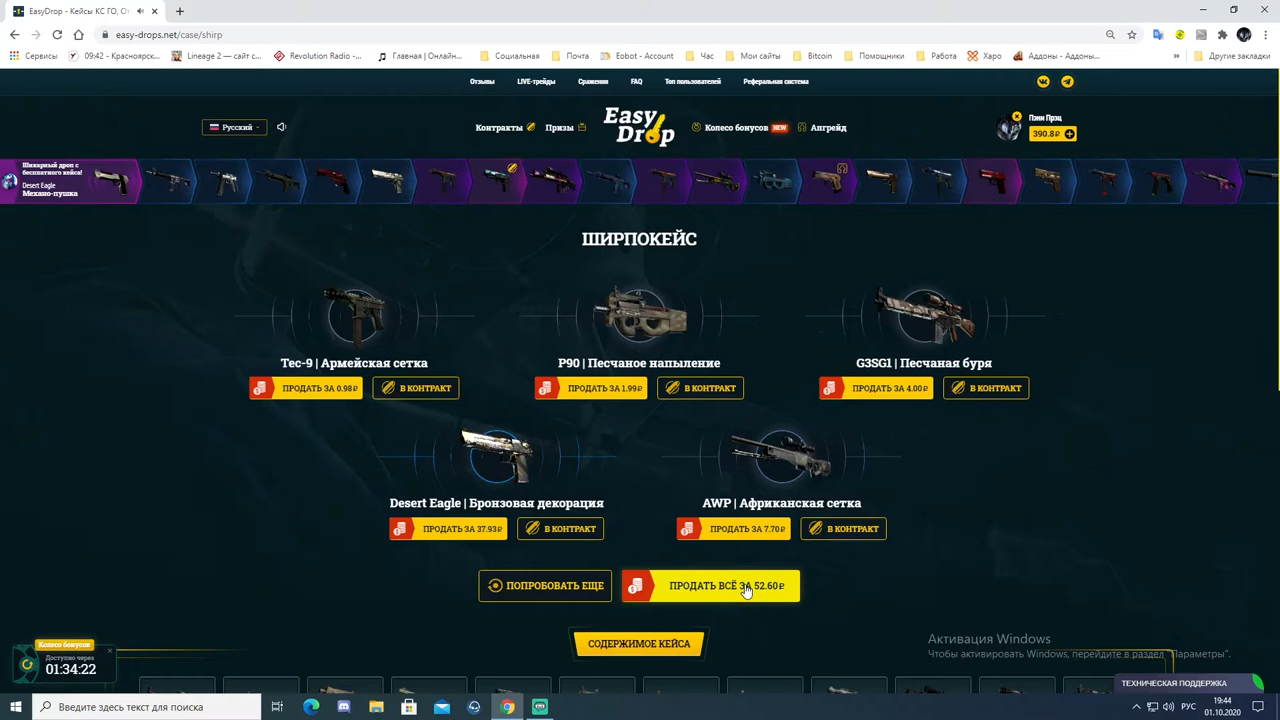 EasyDrop - Кейсы КС ГО, От
easy-drops.net/case/shirp
Сервисы
09:42 - Красноярск...
Lineage 2 — смотр...
Revolution Radio -...
Главная (Онлайн...
Социальная
Почта
Eobot - Account
Час
Мои сайты
Bitcoin
Помощники
Работа
Харо
Аддоны - Аддоны...
»
Другие закладки
Отзывы
LIVE-трейды
Сражения
FAQ
Топ пользователей
Реферальная система
Русский
Контракты
Призы
Easy
Drop
Колесо бонусов NEW
Апгрейд
Пэнн Прэц
390.8₽
Шикарный дроп с
бесплатного кейса!
Desert Eagle
Механо-пушка
ШИРПОКЕЙС
Tec-9 | Армейская сетка
ПРОДАТЬ ЗА 0.98₽
В КОНТРАКТ
P90 | Песчаное напыление
ПРОДАТЬ ЗА 1.99₽
В КОНТРАКТ
G3SG1 | Песчаная буря
ПРОДАТЬ ЗА 4.00₽
В КОНТРАКТ
Desert Eagle | Бронзовая декорация
ПРОДАТЬ ЗА 37.93₽
В КОНТРАКТ
AWP | Африканская сетка
ПРОДАТЬ ЗА 7.70₽
В КОНТРАКТ
ПОПРОБОВАТЬ ЕЩЕ
ПРОДАТЬ ВСЁ ЗА 52.60₽
СОДЕРЖИМОЕ КЕЙСА
Колесо бонусов
Доступно через
01:34:22
Активация Windows
Чтобы активировать Windows, перейдите в раздел "Параметры".
ТЕХНИЧЕСКАЯ ПОДДЕРЖКА
Введите здесь текст для поиска
РУС
19:44
01.10.2020